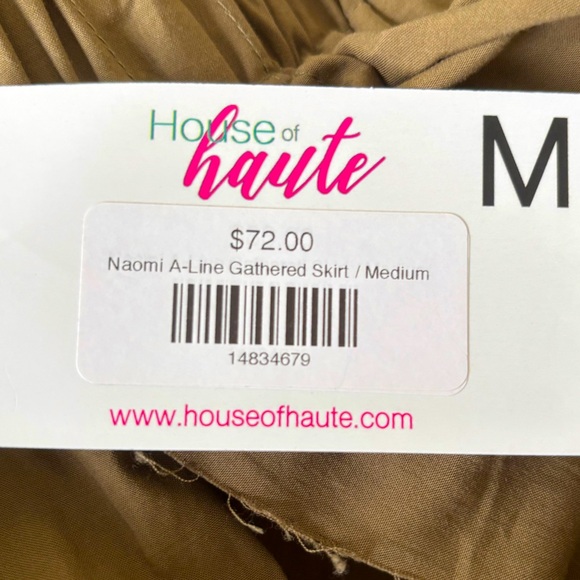 House of
haute
M
$72.00
Naomi A-Line Gathered Skirt / Medium
14834679
www.houseofhaute.com